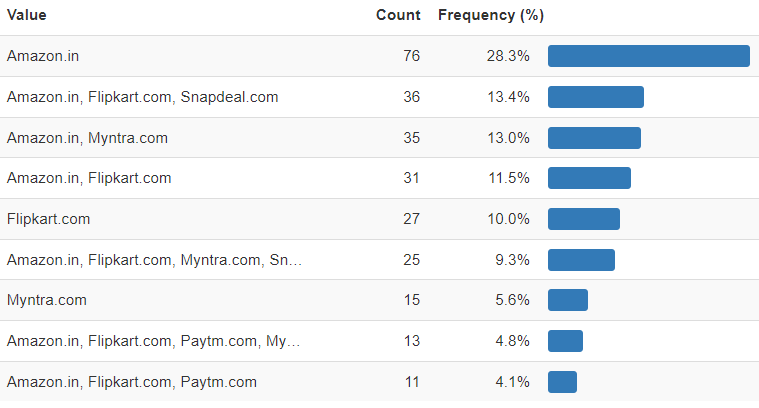 Value Count Frequency (%)
Amazon.in 76 28.3%
Amazon.in, Flipkart.com, Snapdeal.com 36 13.4%
Amazon.in, Myntra.com 35 13.0%
Amazon.in, Flipkart.com 31 11.5%
Flipkart.com 27 10.0%
Amazon.in, Flipkart.com, Myntra.com, Sn... 25 9.3%
Myntra.com 15 5.6%
Amazon.in, Flipkart.com, Paytm.com, My... 13 4.8%
Amazon.in, Flipkart.com, Paytm.com 11 4.1%